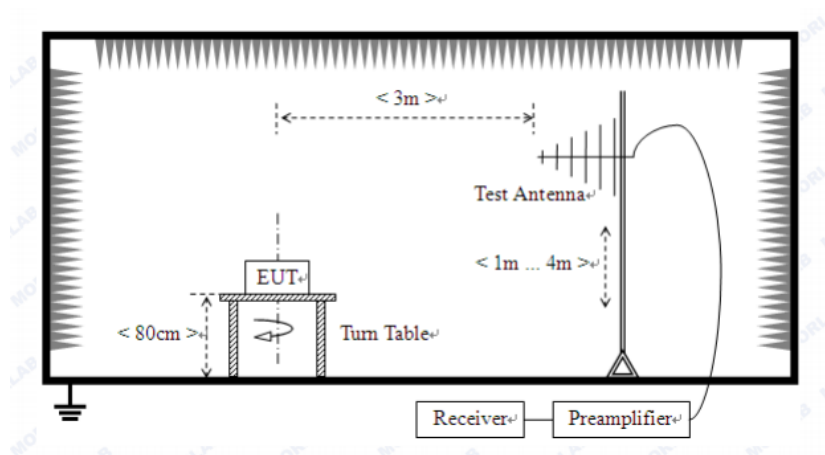 < 3m >
Test Antenna
< 1m ... 4m >
EUT
< 80cm >
Turn Table
Receiver
Preamplifier